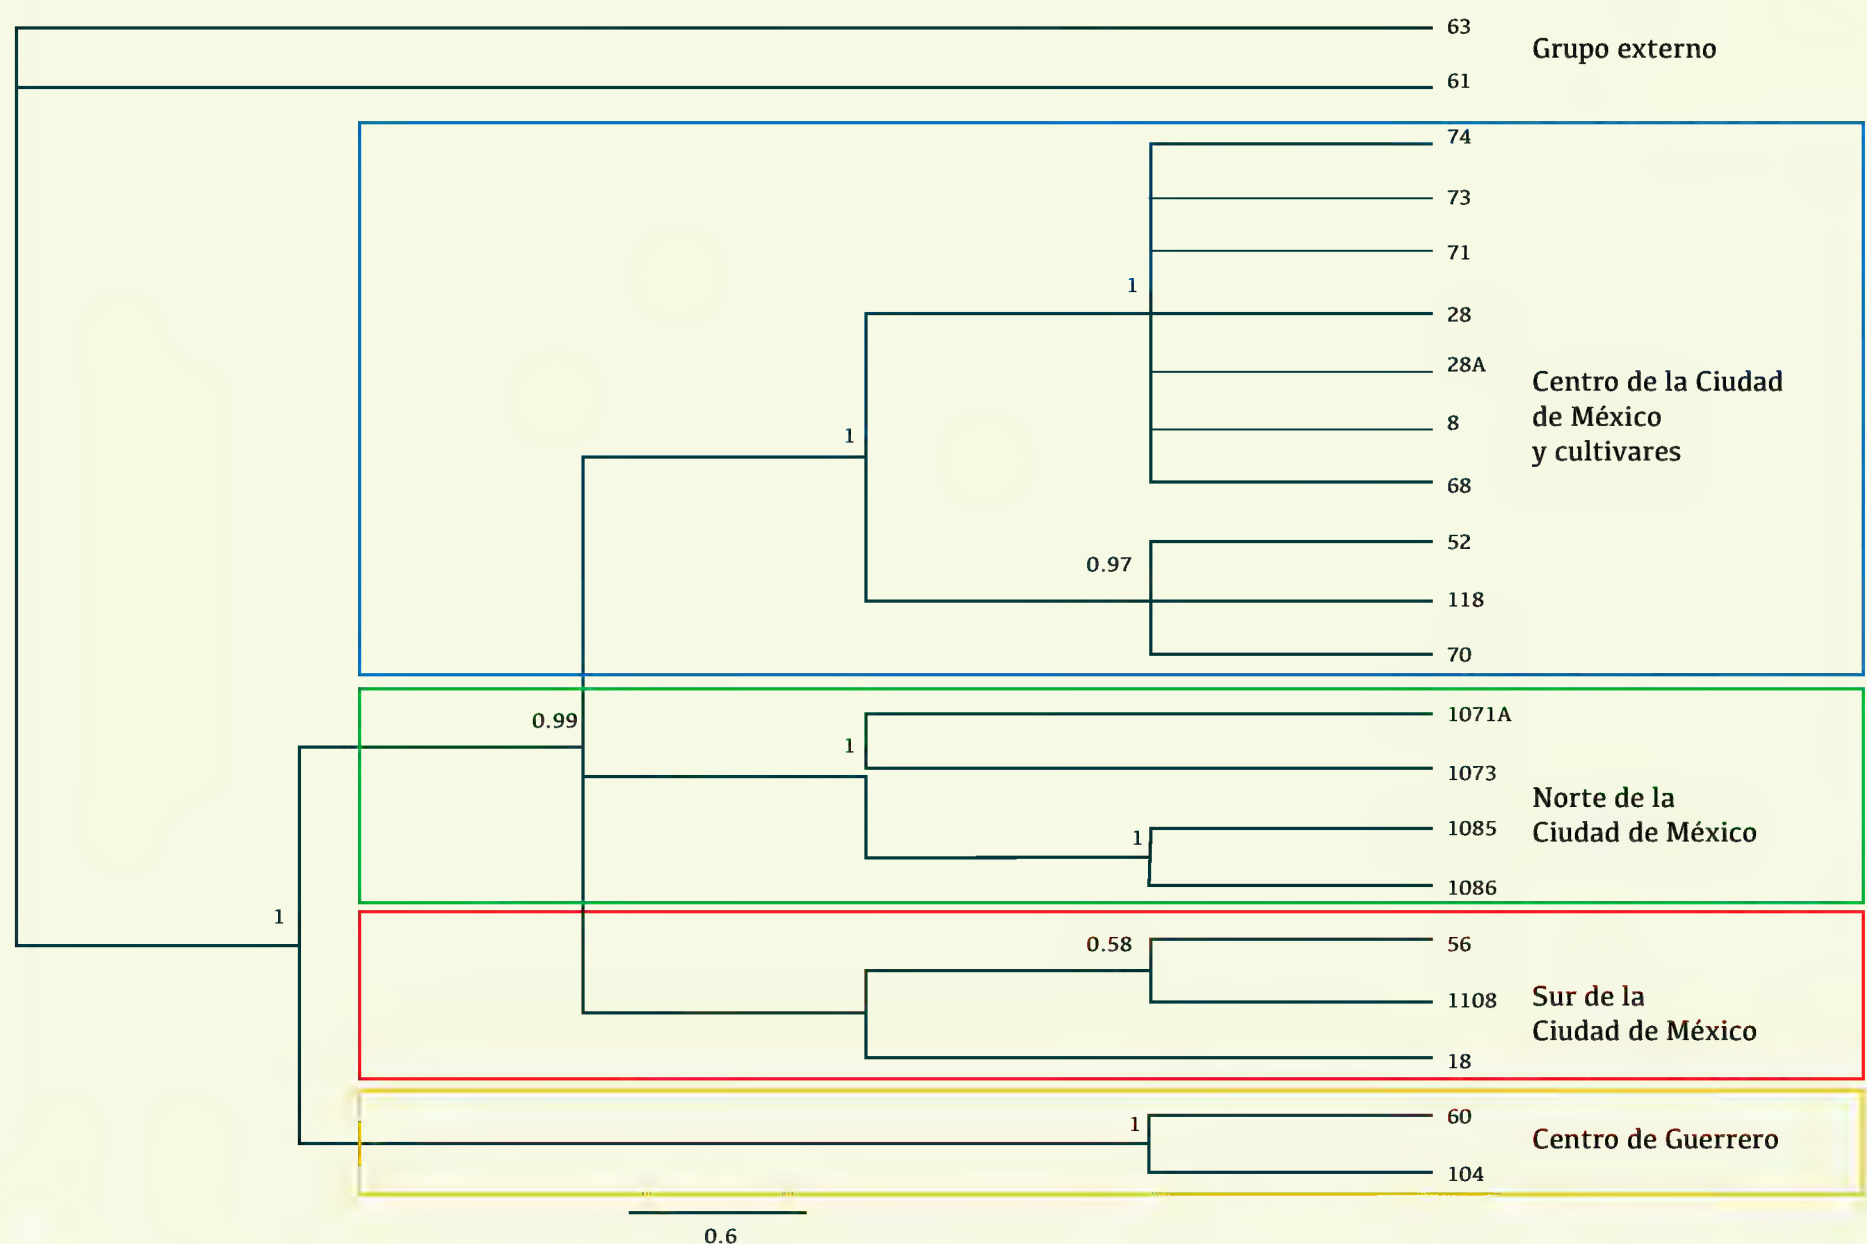 63
Grupo externo
61
74
73
71
1
28
28A
Centro de la Ciudad
de México
y cultivares
8
1
68
52
0.97
118
70
1071A
0.99
1
1073
Norte de la
Ciudad de México
1085
1
1086
1
56
0.58
1108
Sur de la
Ciudad de México
18
60
1
Centro de Guerrero
104
0.6